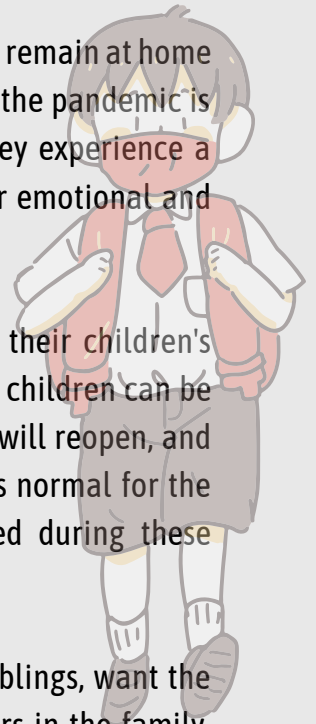 remain at home
the pandemic is
ey experience a
r emotional and
their children's
children can be
will reopen, and
s normal for the
ed during these
blings, want the
rs in the family,